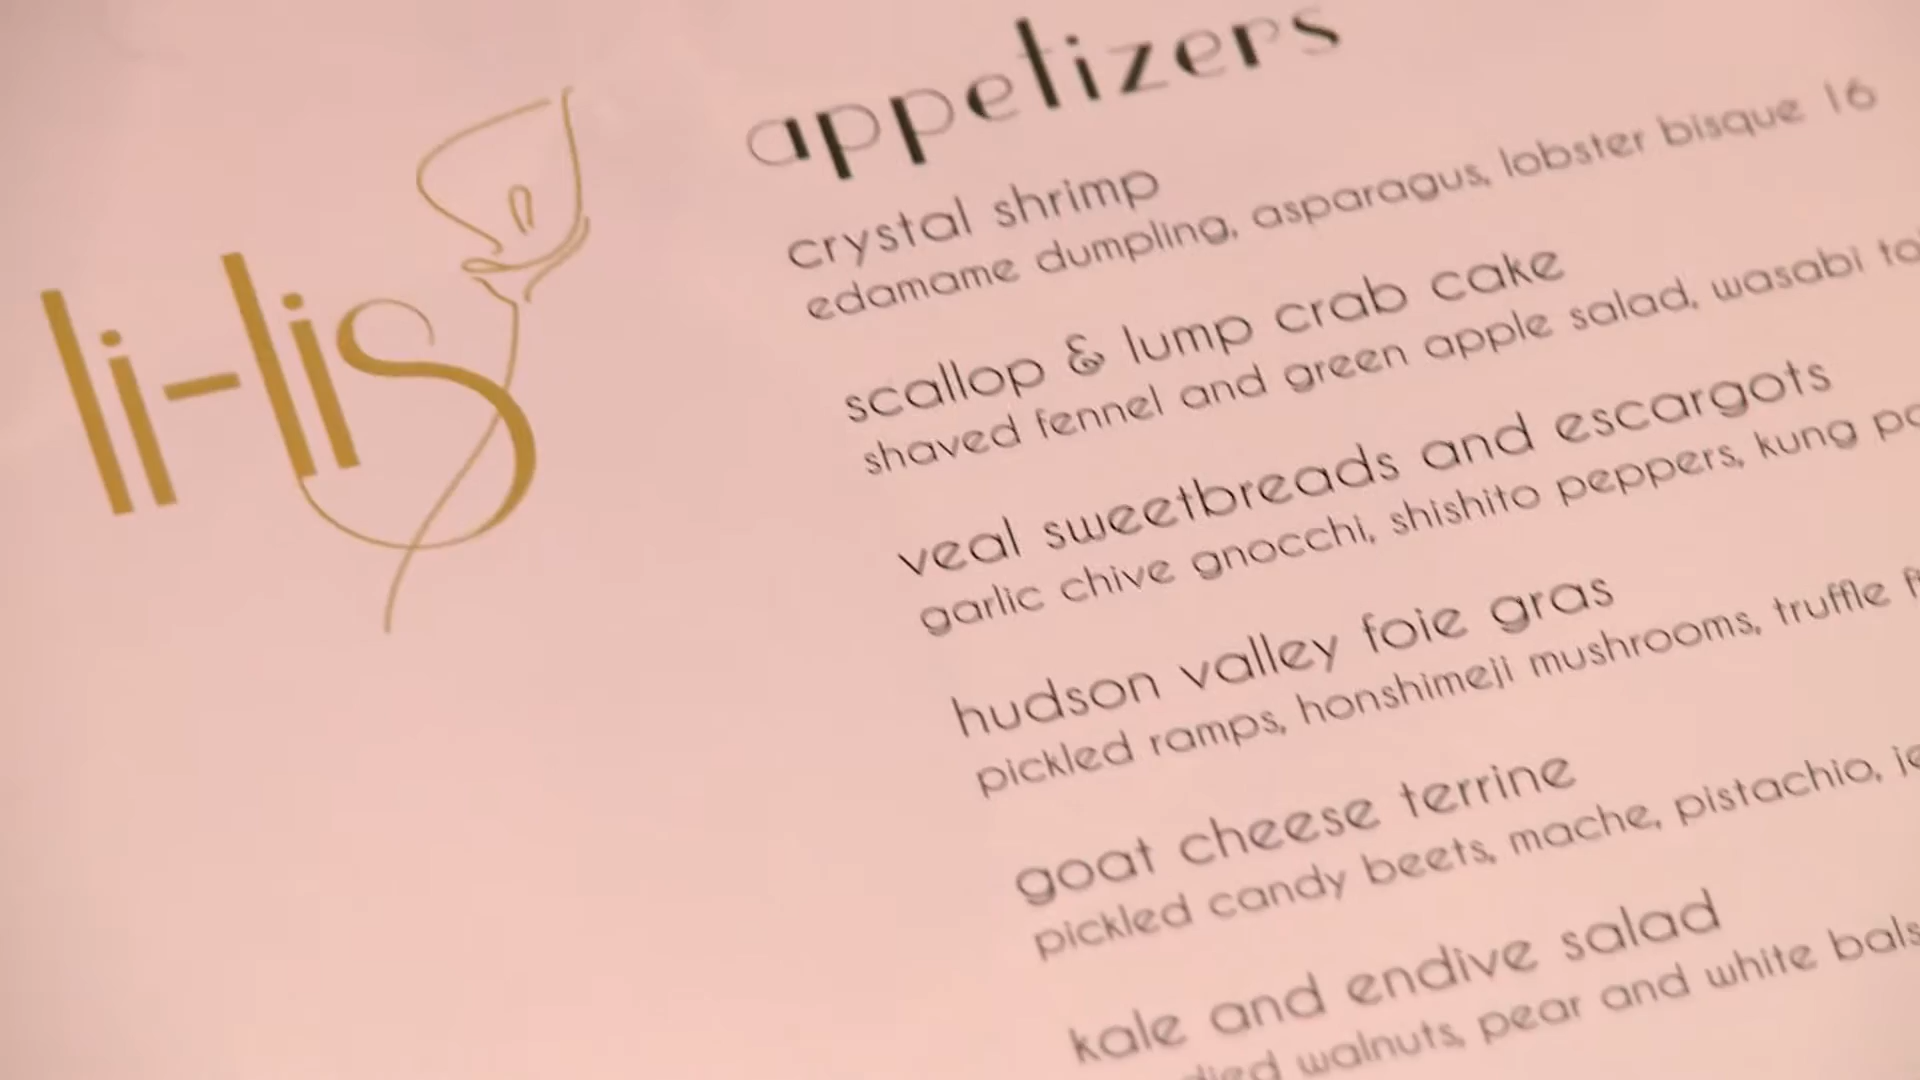 li-lis
appetizers
crystal shrimp
edamame dumpling, asparagus, lobster bisque 16
scallop & lump crab cake
shaved fennel and green apple salad, wasabi
veal sweetbreads and escargots
garlic chive gnocchi, shishito peppers, kung
hudson valley foie gras
pickled ramps, honshimeji mushrooms, truffle
goat cheese terrine
pickled candy beets, mache, pistachio,
kale and endive salad
walnuts, pear and white